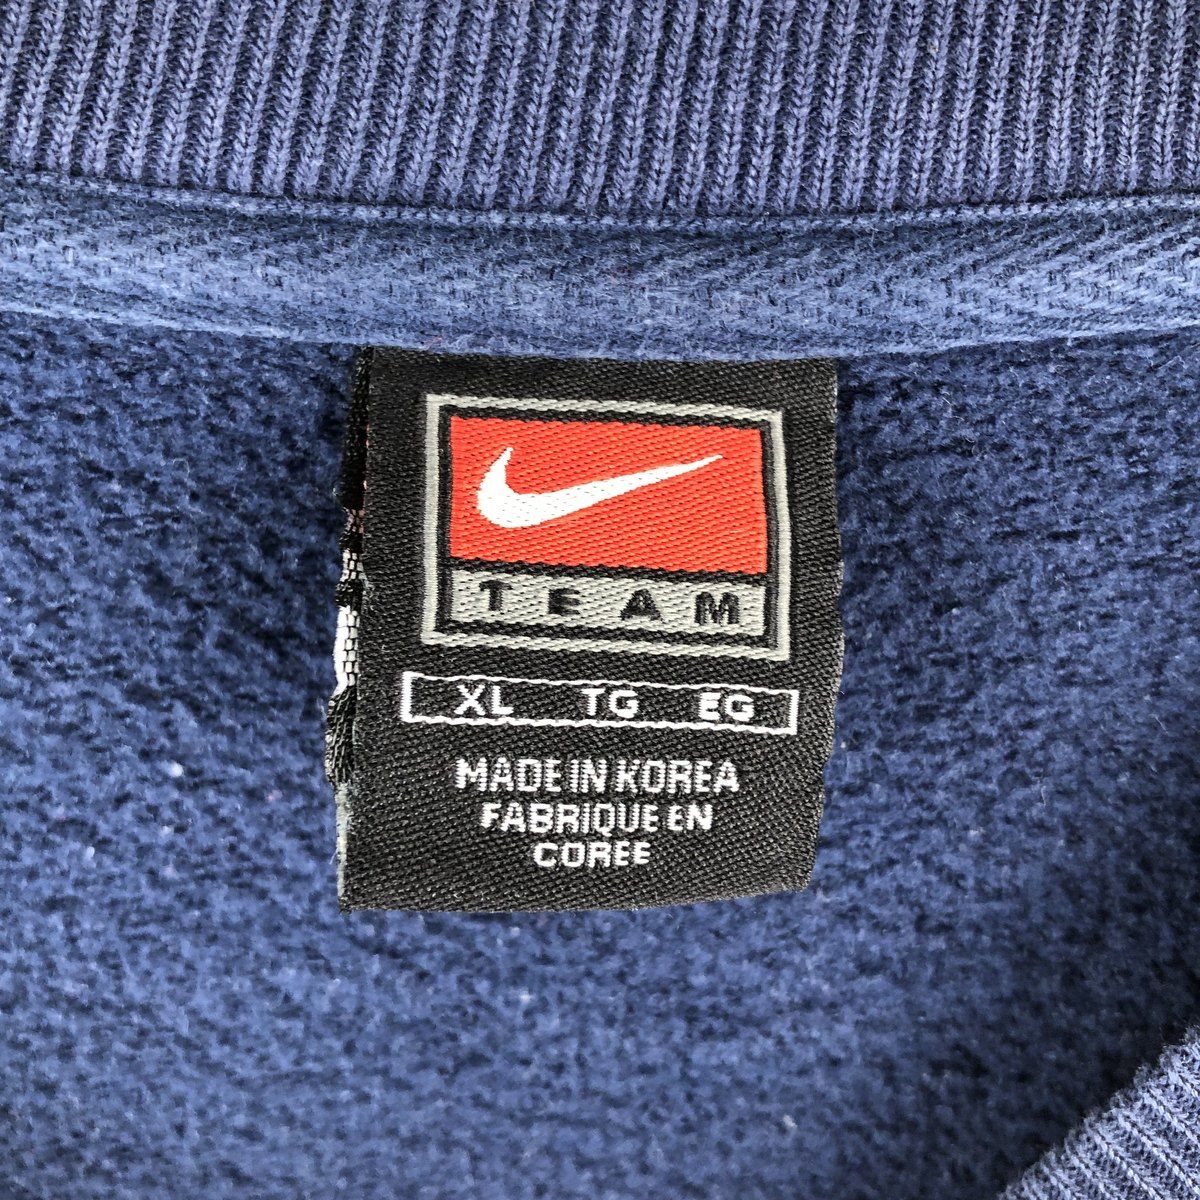 TEAM
XL TG EG
MADE IN KOREA
FABRIQUE EN
COREE